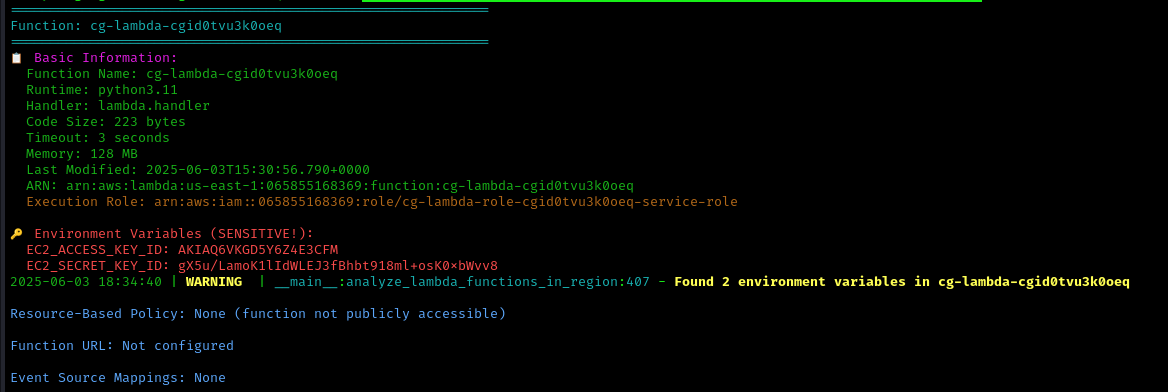 Function: cg-lambda-cgid0tvu3k0oeq
📋 Basic Information:
Function Name: cg-lambda-cgid0tvu3k0oeq
Runtime: python3.11
Handler: lambda.handler
Code Size: 223 bytes
Timeout: 3 seconds
Memory: 128 MB
Last Modified: 2025-06-03T15:30:56.790+0000
ARN: arn:aws:lambda:us-east-1:065855168369:function:cg-lambda-cgid0tvu3k0oeq
Execution Role: arn:aws:iam::065855168369:role/cg-lambda-role-cgid0tvu3k0oeq-service-role
🔑 Environment Variables (SENSITIVE!):
EC2_ACCESS_KEY_ID: AKIAQ6VKGD5Y6Z4E3CFM
EC2_SECRET_KEY_ID: gX5u/LamoK1lIdWLEJ3fBhbt918ml+osK0×bWvv8
2025-06-03 18:34:40 | WARNING | __main__:analyze_lambda_functions_in_region:407 - Found 2 environment variables in cg-lambda-cgid0tvu3k0oeq
Resource-Based Policy: None (function not publicly accessible)
Function URL: Not configured
Event Source Mappings: None